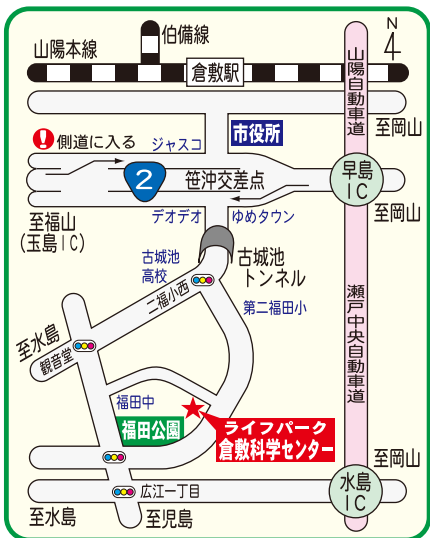 伯備線
山陽本線
倉敷駅
N
4
山陽自動車道
至岡山
市役所
ジャスコ
! 側道に入る
2
笹沖交差点
早島
IC
至岡山
至福山
(玉島IC)
デオデオ
ゆめタウン
古城池
トンネル
古城池
高校
二福小西
第二福田小
瀬戸中央自動車道
至水島
観音堂
福田中
福田公園
ライフパーク
倉敷科学センター
至岡山
水島
IC
広江一丁目
至水島
至児島